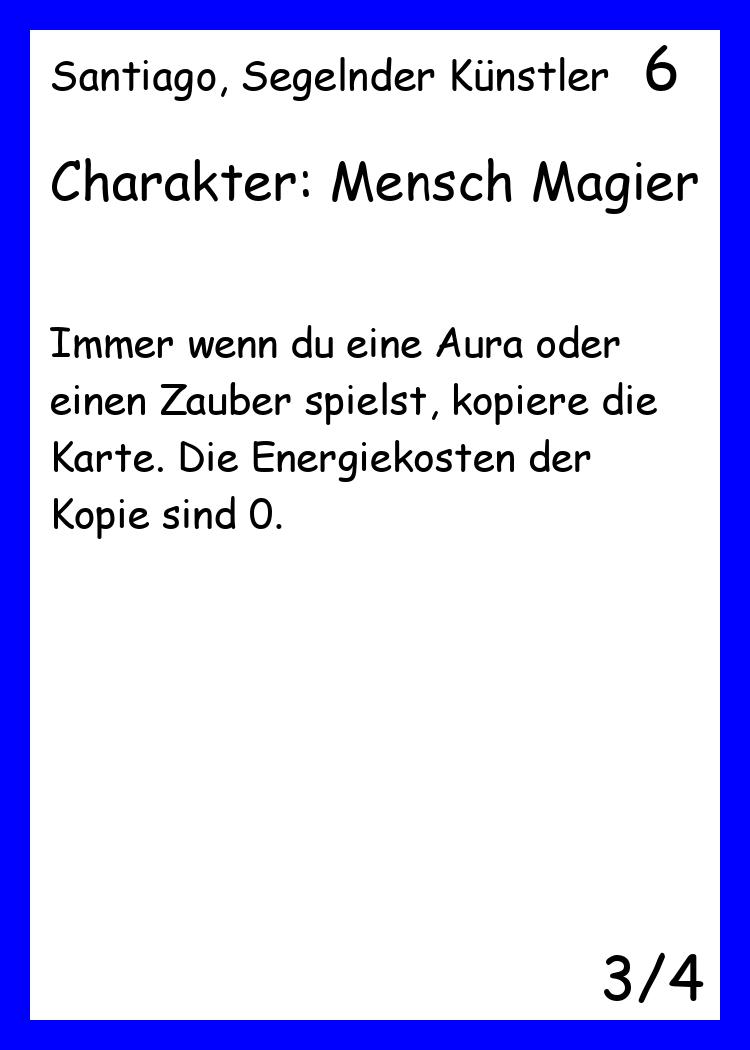 Santiago, Segelnder Künstler 6
Charakter: Mensch Magier
Immer wenn du eine Aura oder
einen Zauber spielst, kopiere die
Karte. Die Energiekosten der
Kopie sind 0.
3/4